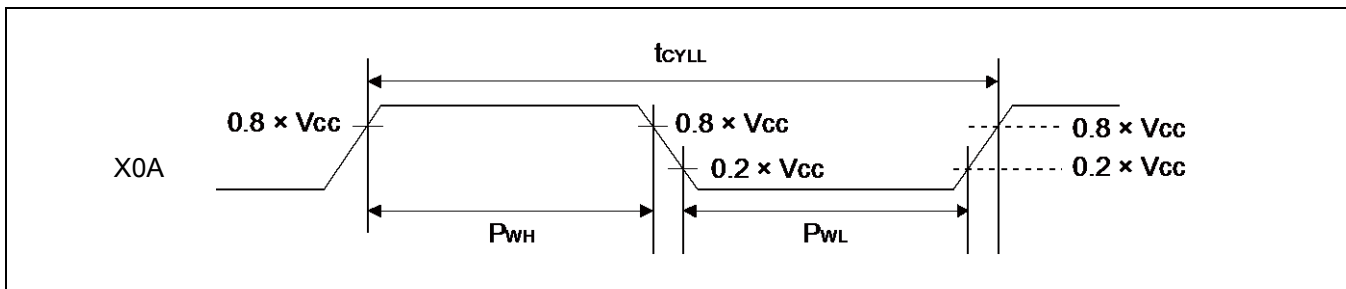 tCYLL
0.8 × Vcc
0.8 × Vcc
0.8 × Vcc
X0A
0.2 × Vcc
0.2 × Vcc
PWH
PWL